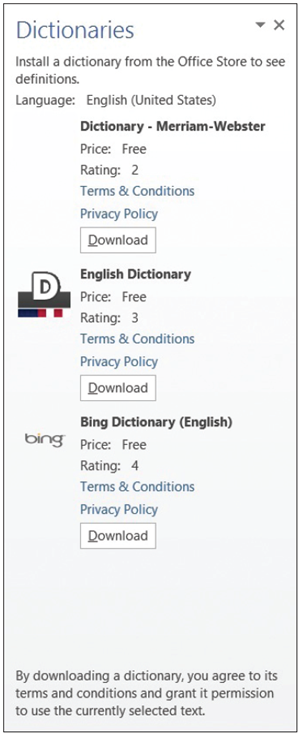 Dictionaries
Install a dictionary from the Office Store to see
definitions.
Language: English (United States)
Dictionary - Merriam-Webster
Price: Free
Rating: 2
Terms & Conditions
Privacy Policy
Download
D
English Dictionary
Price: Free
Rating: 3
Terms & Conditions
Privacy Policy
Download
bing
Bing Dictionary (English)
Price: Free
Rating: 4
Terms & Conditions
Privacy Policy
Download
By downloading a dictionary, you agree to its
terms and conditions and grant it permission
to use the currently selected text.